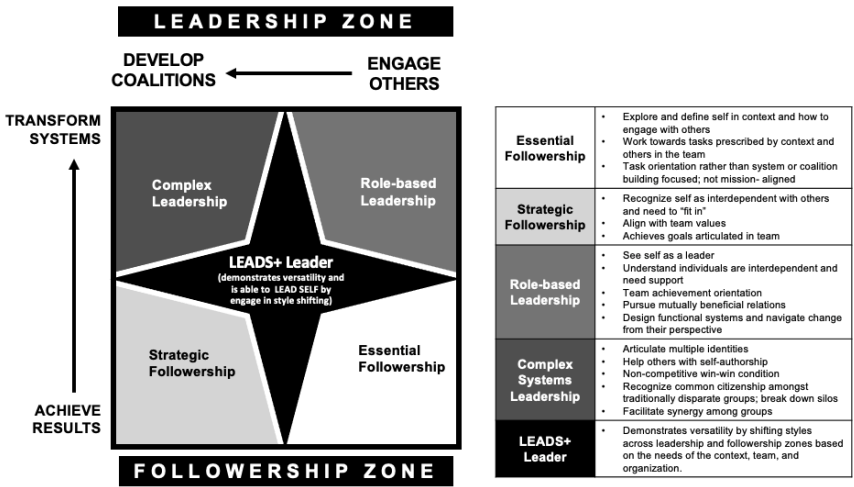 LEADERSHIP ZONE
DEVELOP
COALITIONS
ENGAGE
OTHERS
TRANSFORM
SYSTEMS
ACHIEVE
RESULTS
Complex
Leadership
Role-based
Leadership
LEADS+ Leader
(demonstrates versatility and
is able to LEAD SELF by
engage in style shifting)
Strategic
Followership
Essential
Followership
FOLLOWERSHIP ZONE
Essential
Followership
• Explore and define self in context and how to
engage with others
• Work towards tasks prescribed by context and
others in the team
• Task orientation rather than system or coalition
building focused; not mission- aligned
Strategic
Followership
• Recognize self as interdependent with others
and need to “fit in”
• Align with team values
• Achieves goals articulated in team
Role-based
Leadership
• See self as a leader
• Understand individuals are interdependent and
need support
• Team achievement orientation
• Pursue mutually beneficial relations
• Design functional systems and navigate change
from their perspective
Complex
Systems
Leadership
• Articulate multiple identities
• Help others with self-authorship
• Non-competitive win-win condition
• Recognize common citizenship amongst
traditionally disparate groups; break down silos
• Facilitate synergy among groups
LEADS+
Leader
• Demonstrates versatility by shifting styles
across leadership and followership zones based
on the needs of the context, team, and
organization.